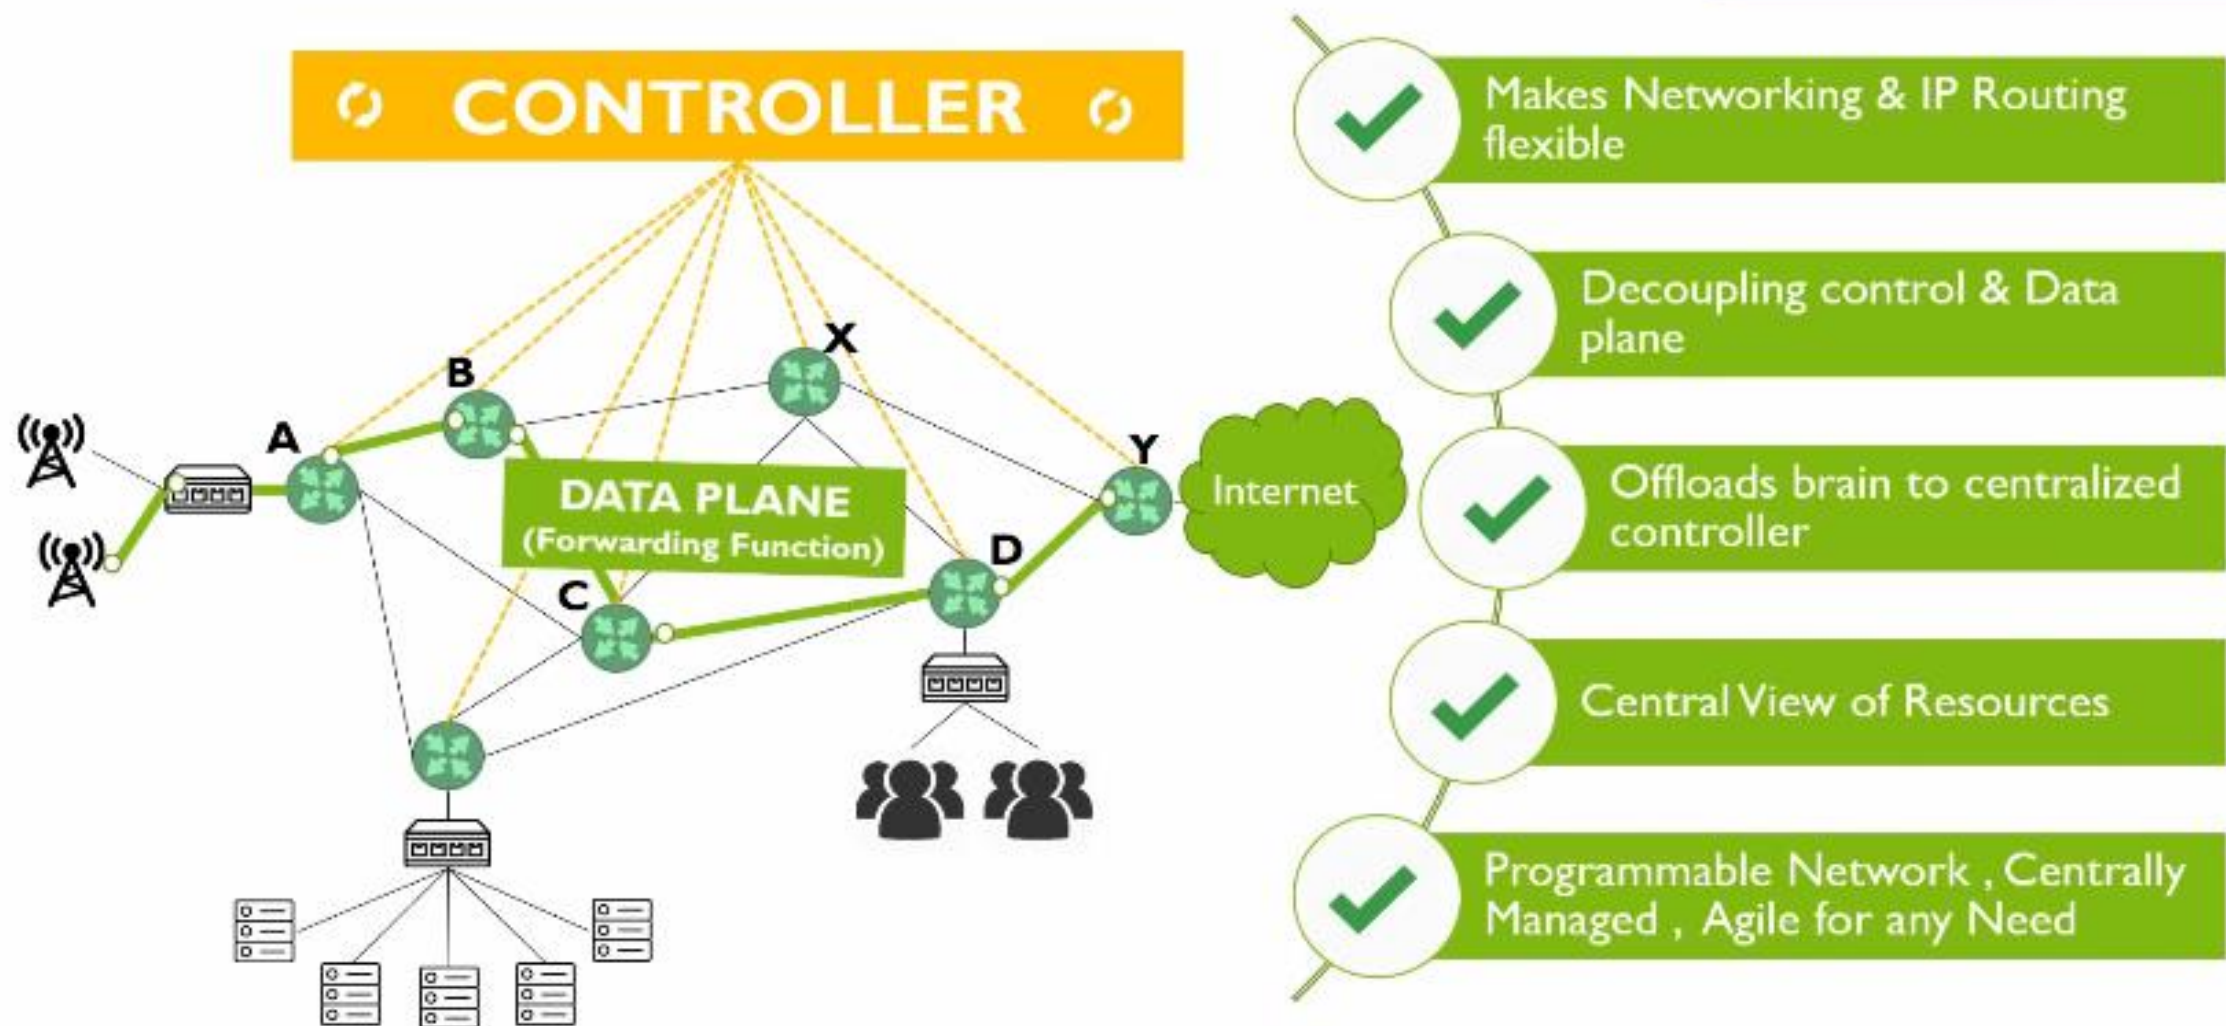 CONTROLLER
X
B
A
Y
DATA PLANE
(Forwarding Function)
Internet
D
C
Makes Networking & IP Routing
flexible
Decoupling control & Data
plane
Offloads brain to centralized
controller
Central View of Resources
Programmable Network , Centrally
Managed , Agile for any Need